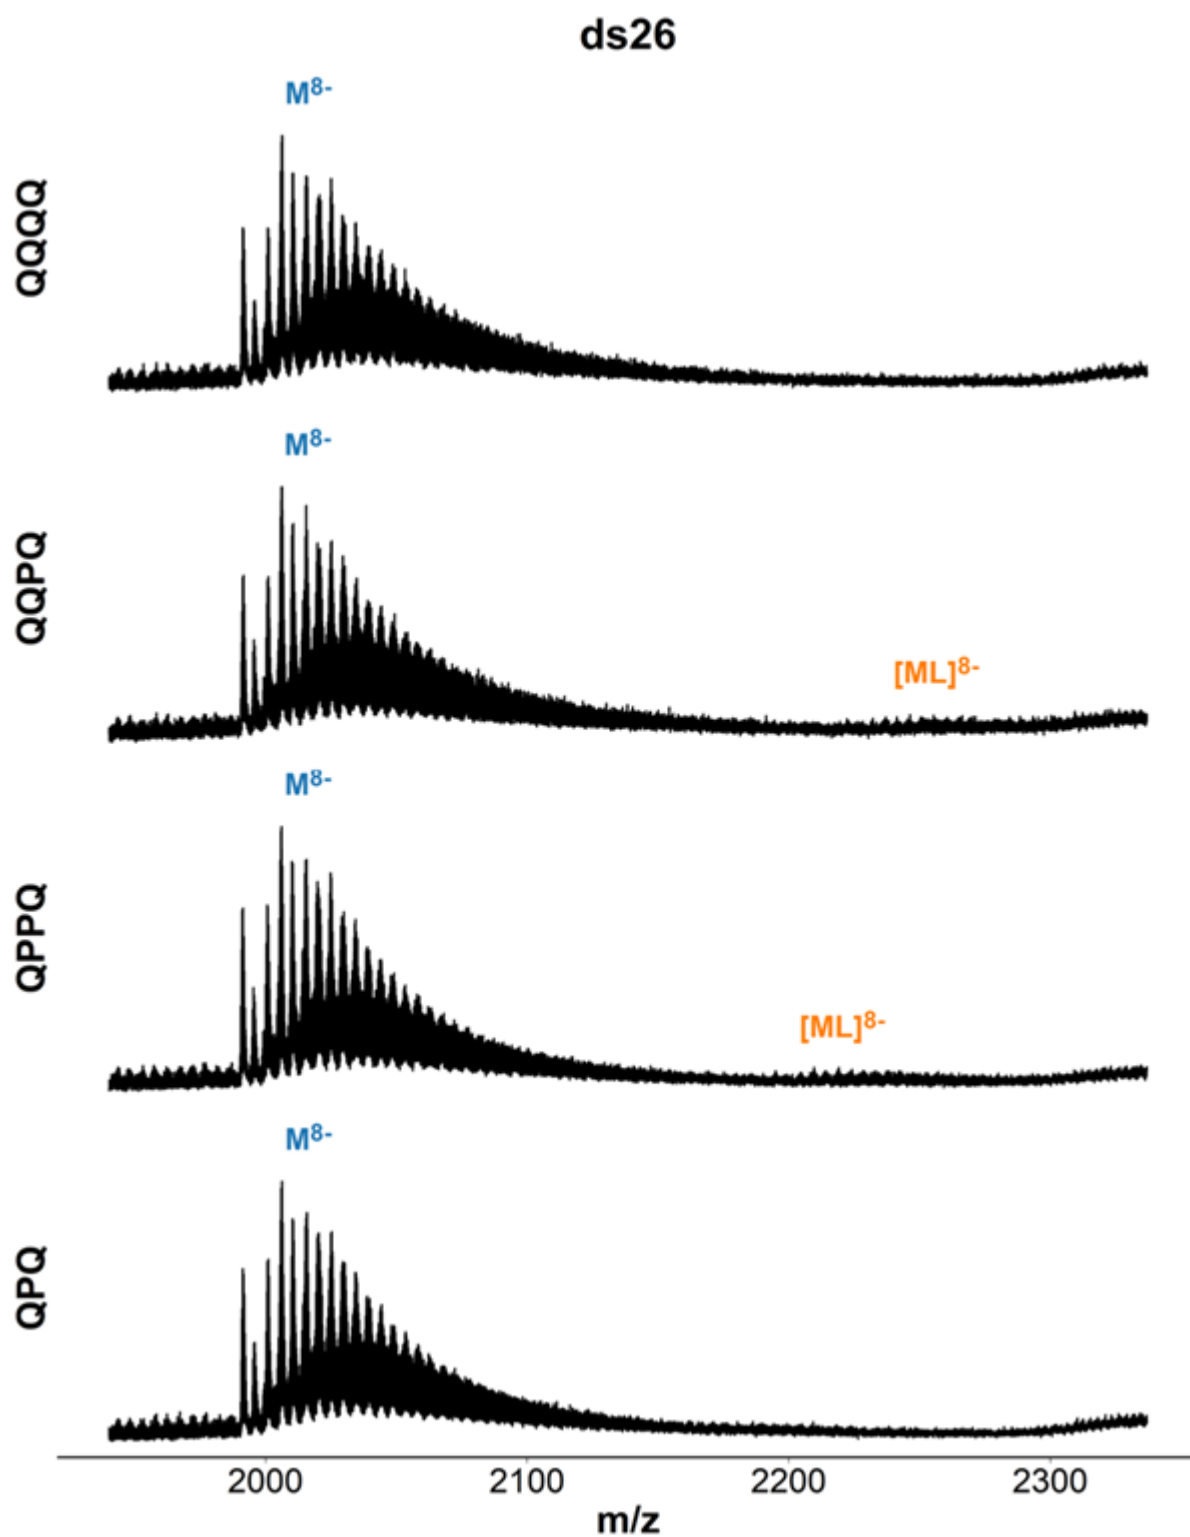 ds26
M8-
QQQQ
M8-
QQPQ
[ML]8-
M8-
QPPQ
[ML]8-
M8-
QPQ
2000 2100 2200 2300
m/z